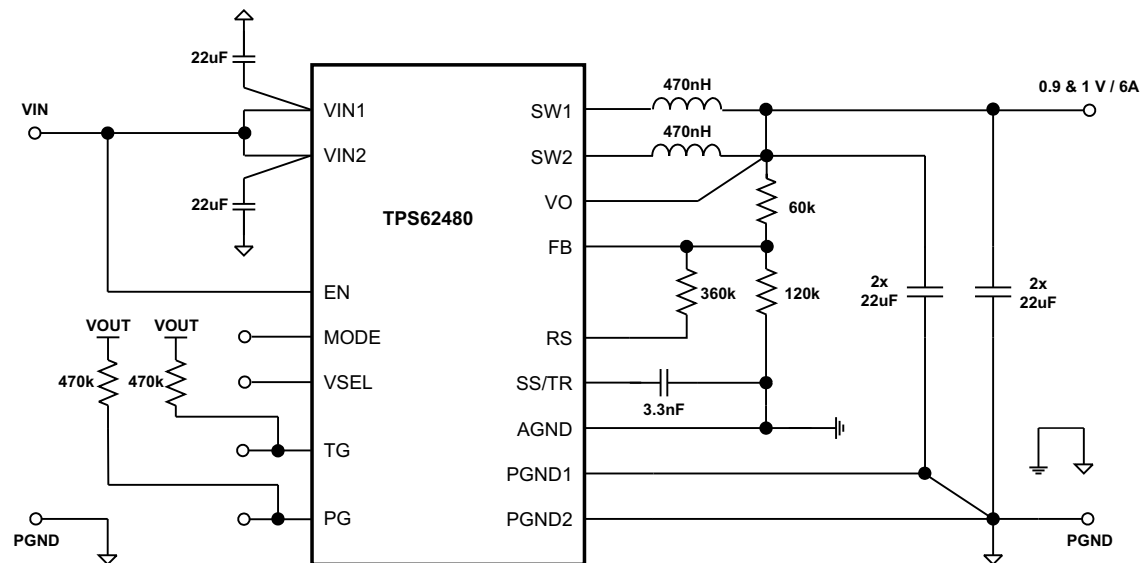 22uF
VIN
22uF
VIN1
VIN2
EN
MODE
VSEL
TG
PG
VOUT
VOUT
470k
470k
PGND
TPS62480
SW1
SW2
VO
FB
RS
SS/TR
AGND
PGND1
PGND2
470nH
470nH
0.9 & 1 V / 6A
60k
360k
120k
3.3nF
2x
22uF
2x
22uF
PGND